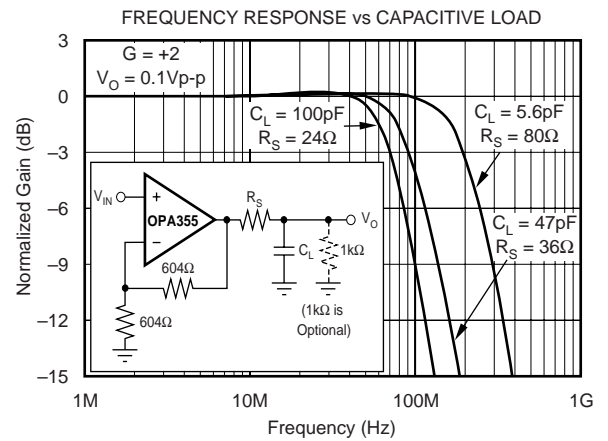 FREQUENCY RESPONSE vs CAPACITIVE LOAD
3
0
–3
–6
–9
–12
–15
Normalized Gain (dB)
G = +2
V_O = 0.1Vp-p
C_L = 100pF
R_S = 24Ω
C_L = 5.6pF
R_S = 80Ω
C_L = 47pF
R_S = 36Ω
V_IN
+
OPA355
–
R_S
V_O
C_L
1kΩ
604Ω
604Ω
(1kΩ is
Optional)
1M
10M
100M
1G
Frequency (Hz)